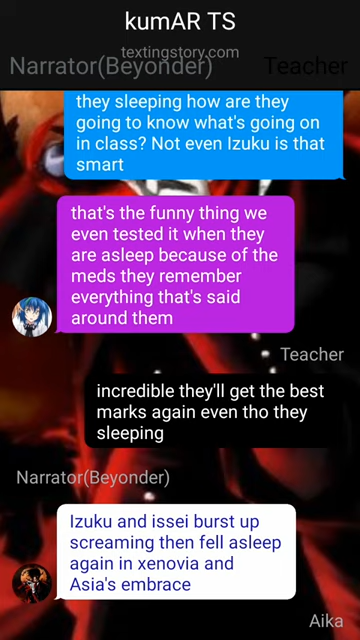 kumAR TS
textingstory.com
Narrator(Beyonder)
Teacher
they sleeping how are they
going to know what's going on
in class? Not even Izuku is that
smart
that's the funny thing we
even tested it when they
are asleep because of the
meds they remember
everything that's said
around them
Teacher
incredible they'll get the best
marks again even tho they
sleeping
Narrator(Beyonder)
Izuku and issei burst up
screaming then fell asleep
again in xenovia and
Asia's embrace
Aika